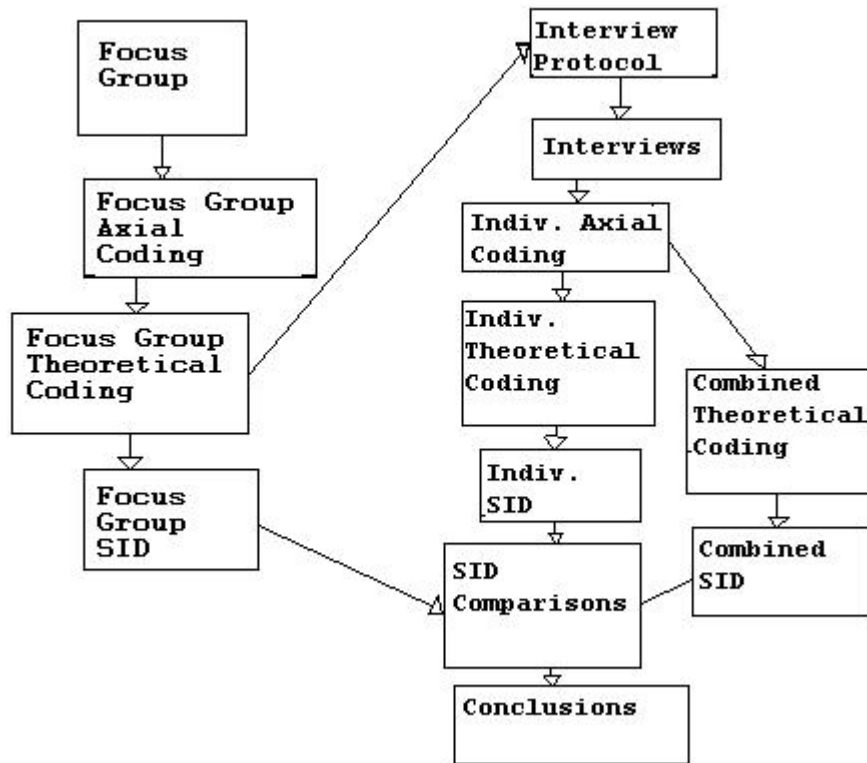 Focus
Group
Focus Group
Axial
Coding
Focus Group
Theoretical
Coding
Focus
Group
SID
Interview
Protocol
Interviews
Indiv. Axial
Coding
Indiv.
Theoretical
Coding
Indiv.
SID
Combined
Theoretical
Coding
Combined
SID
SID
Comparisons
Conclusions